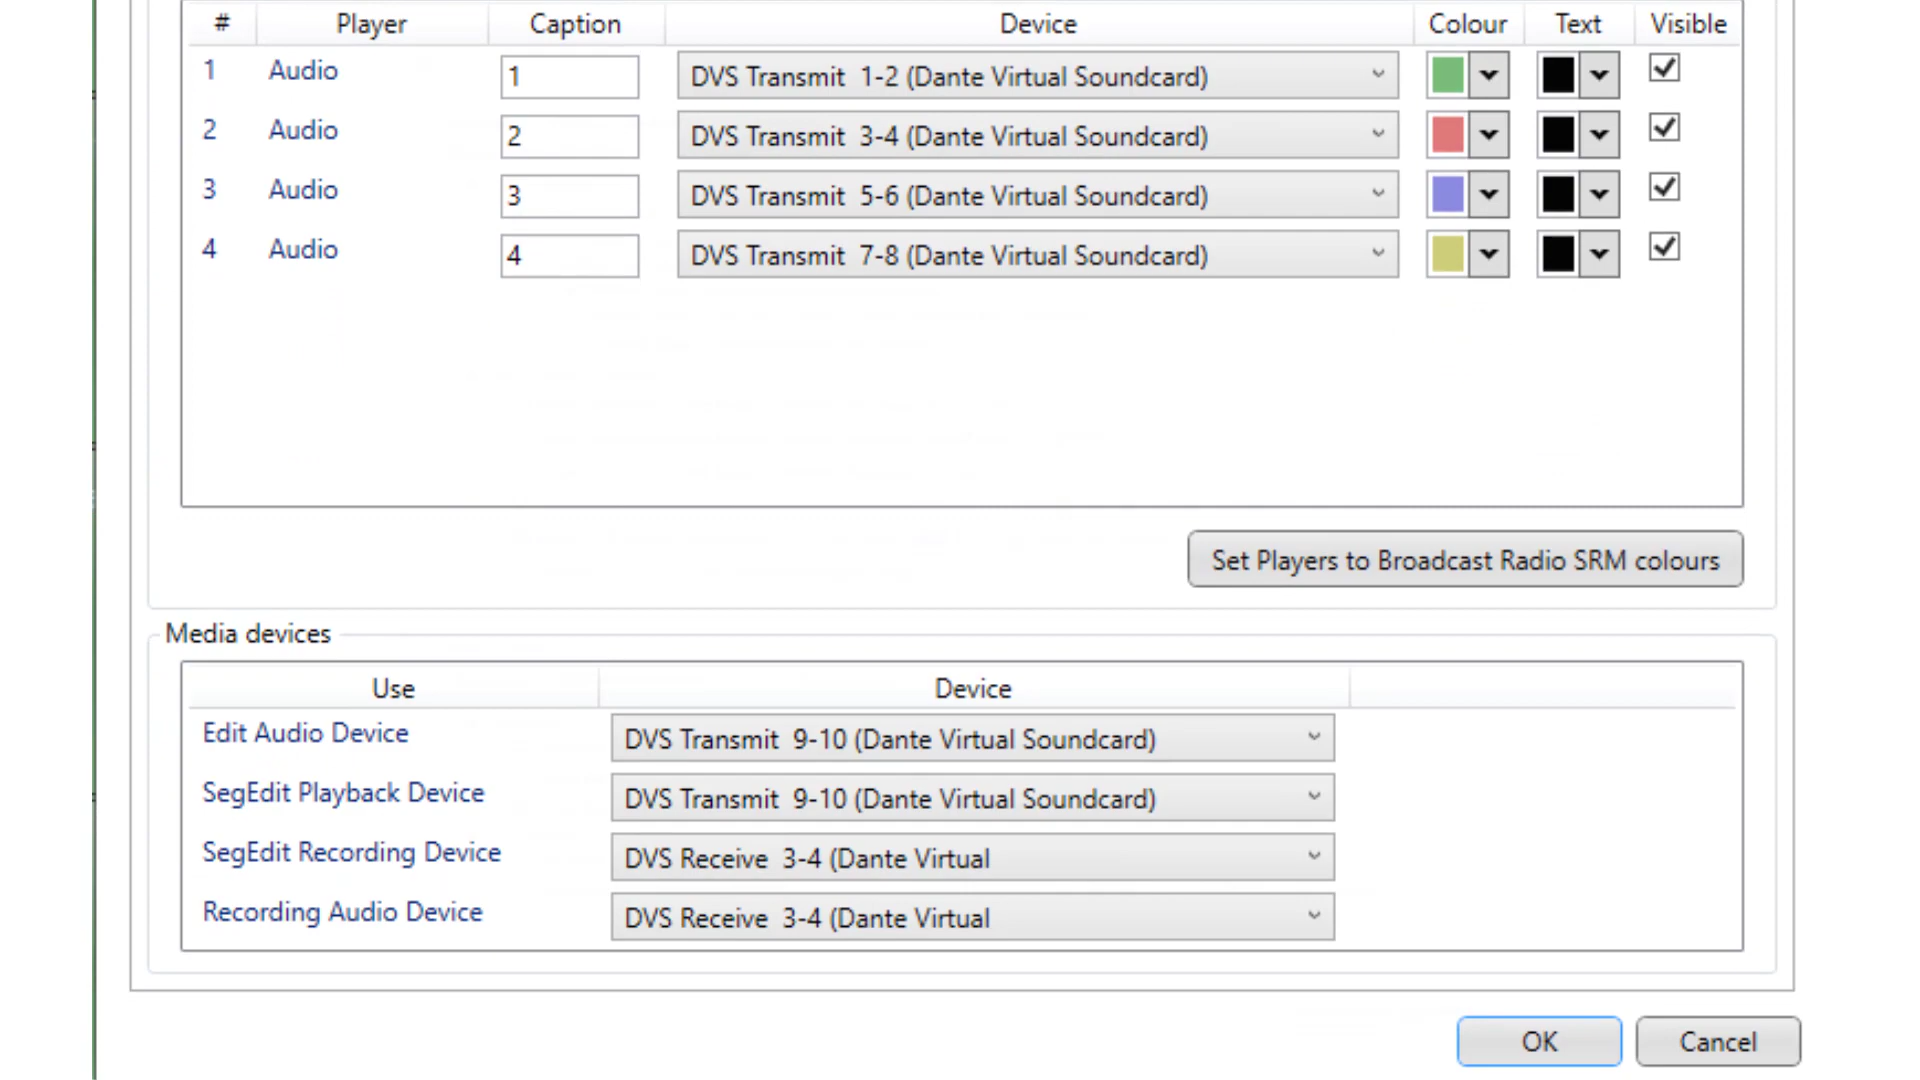 # Player Caption Device Colour Text Visible
1 Audio 1 DVS Transmit  1-2 (Dante Virtual Soundcard)
2 Audio 2 DVS Transmit  3-4 (Dante Virtual Soundcard)
3 Audio 3 DVS Transmit  5-6 (Dante Virtual Soundcard)
4 Audio 4 DVS Transmit  7-8 (Dante Virtual Soundcard)
Set Players to Broadcast Radio SRM colours
Media devices
Use Device
Edit Audio Device DVS Transmit  9-10 (Dante Virtual Soundcard)
SegEdit Playback Device DVS Transmit  9-10 (Dante Virtual Soundcard)
SegEdit Recording Device DVS Receive  3-4 (Dante Virtual
Recording Audio Device DVS Receive  3-4 (Dante Virtual
OK Cancel